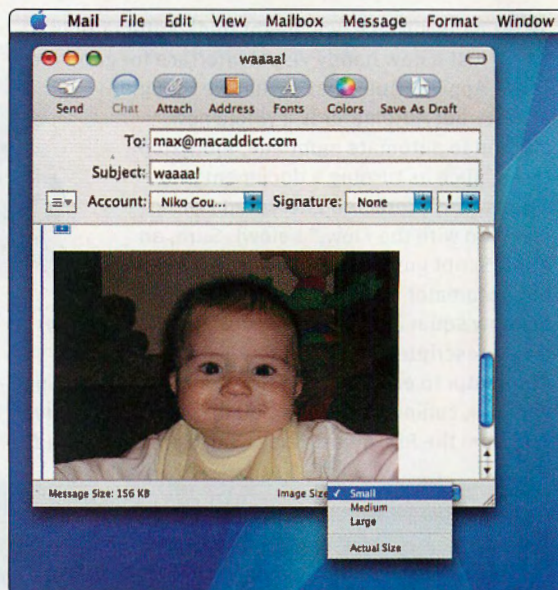 Mail File Edit View Mailbox Message Format Window
waaaa!
Send Chat Attach Address Fonts Colors Save As Draft
To: max@macaddict.com
Subject: waaaa!
Account: Niko Cou... Signature: None !
Message Size: 156 KB Image Size ✓ Small
Medium
Large
Actual Size